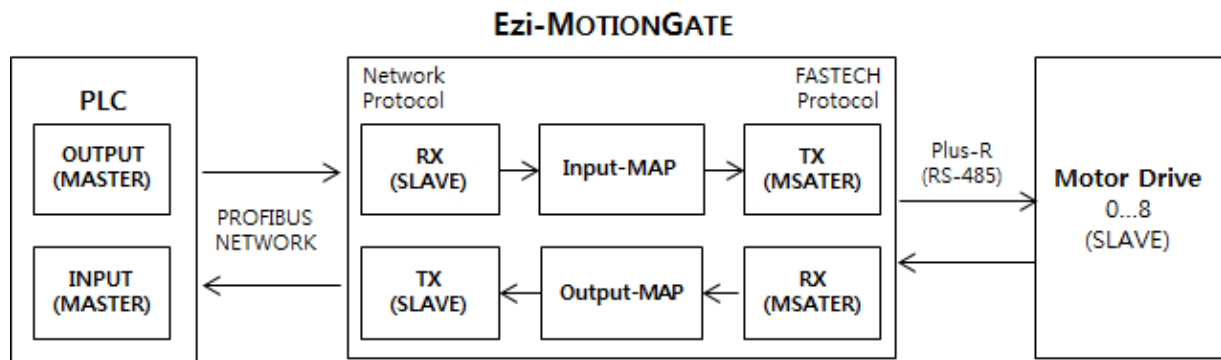 Ezi-MOTIONGATE
PLC
OUTPUT
(MASTER)
INPUT
(MASTER)
PROFIBUS
NETWORK
Network
Protocol
FASTECH
Protocol
RX
(SLAVE)
Input-MAP
TX
(MSATER)
TX
(SLAVE)
Output-MAP
RX
(MSATER)
Plus-R
(RS-485)
Motor Drive
0...8
(SLAVE)